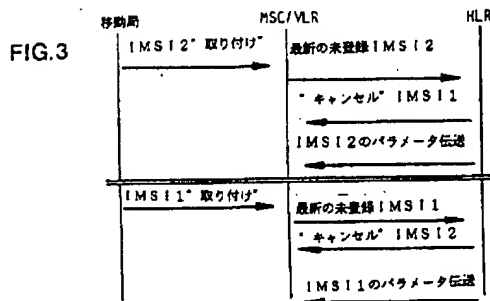 移動局 MSC/VLR HLR
FIG.3
IMSI2"取り付け" 最新の未登録IMSI2
"キャンセル" IMSI1
IMSI2のパラメータ伝送
IMSI1"取り付け" 最新の未登録IMSI1
"キャンセル" IMSI2
IMSI1のパラメータ伝送